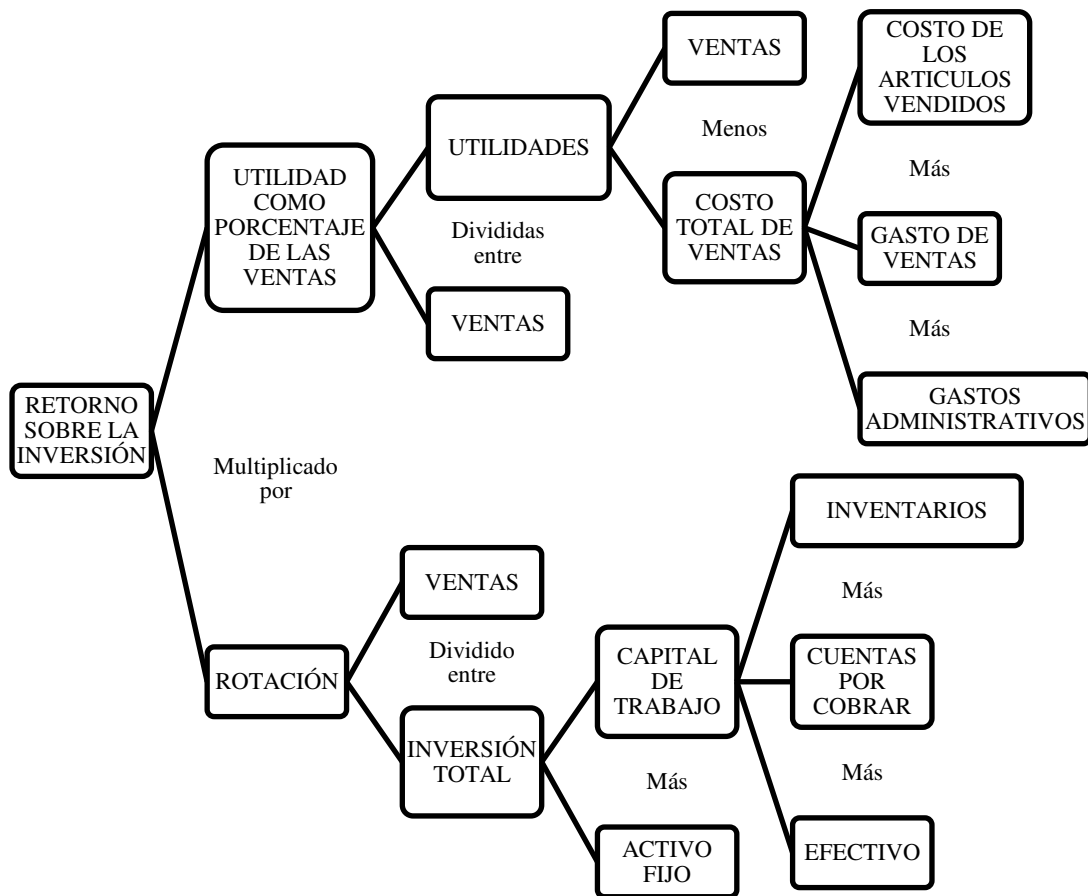 VENTAS
COSTO DE
LOS
ARTICULOS
VENDIDOS
Menos
UTILIDADES
Más
UTILIDAD
COMO
PORCENTAJE
DE LAS
VENTAS
COSTO
TOTAL DE
VENTAS
Divididas
entre
GASTO DE
VENTAS
VENTAS
Más
RETORNO
SOBRE LA
INVERSIÓN
GASTOS
ADMINISTRATIVOS
Multiplicado
por
INVENTARIOS
VENTAS
Más
Dividido
entre
ROTACIÓN
CAPITAL
DE
TRABAJO
CUENTAS
POR
COBRAR
INVERSIÓN
TOTAL
Más
Más
ACTIVO
FIJO
EFECTIVO